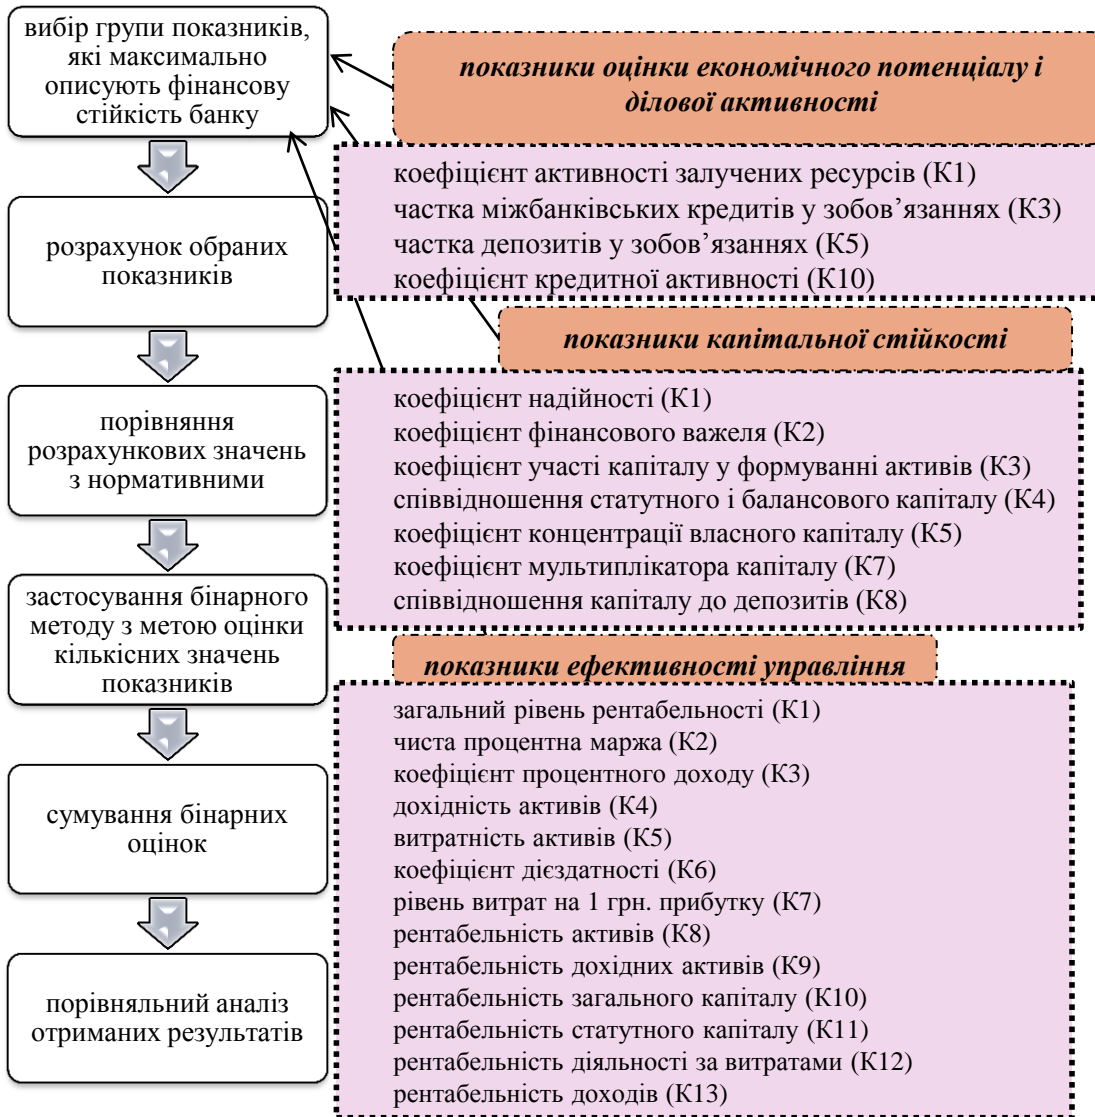 вибір групи показників,
які максимально
описують фінансову
стійкість банку
розрахунок обраних
показників
порівняння
розрахункових значень
з нормативними
застосування бінарного
методу з метою оцінки
кількісних значень
показників
сумування бінарних
оцінок
порівняльний аналіз
отриманих результатів
показники оцінки економічного потенціалу і
ділової активності
коефіцієнт активності залучених ресурсів (К1)
частка міжбанківських кредитів у зобов’язаннях (К3)
частка депозитів у зобов’язаннях (К5)
коефіцієнт кредитної активності (К10)
показники капітальної стійкості
коефіцієнт надійності (К1)
коефіцієнт фінансового важеля (К2)
коефіцієнт участі капіталу у формуванні активів (К3)
співвідношення статутного і балансового капіталу (К4)
коефіцієнт концентрації власного капіталу (К5)
коефіцієнт мультиплікатора капіталу (К7)
співвідношення капіталу до депозитів (К8)
показники ефективності управління
загальний рівень рентабельності (К1)
чиста процентна маржа (К2)
коефіцієнт процентного доходу (К3)
дохідність активів (К4)
витратність активів (К5)
коефіцієнт дієздатності (К6)
рівень витрат на 1 грн. прибутку (К7)
рентабельність активів (К8)
рентабельність дохідних активів (К9)
рентабельність загального капіталу (К10)
рентабельність статутного капіталу (К11)
рентабельність діяльності за витратами (К12)
рентабельність доходів (К13)